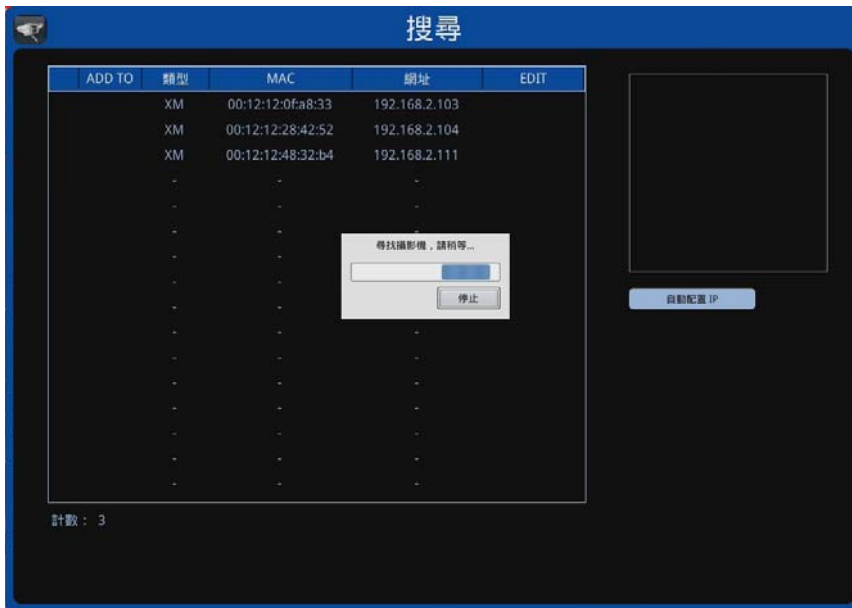 搜尋
ADD TO 類型 MAC 網址 EDIT
XM 00:12:12:0f:a8:33 192.168.2.103
XM 00:12:12:28:42:52 192.168.2.104
XM 00:12:12:48:32:b4 192.168.2.111
- - -
- - -
- - -
- -
- -
- -
- - -
- - -
- - -
- - -
- - -
- - -
- - -
尋找攝影機，請稍等...
停止
自動配置 IP
計數： 3